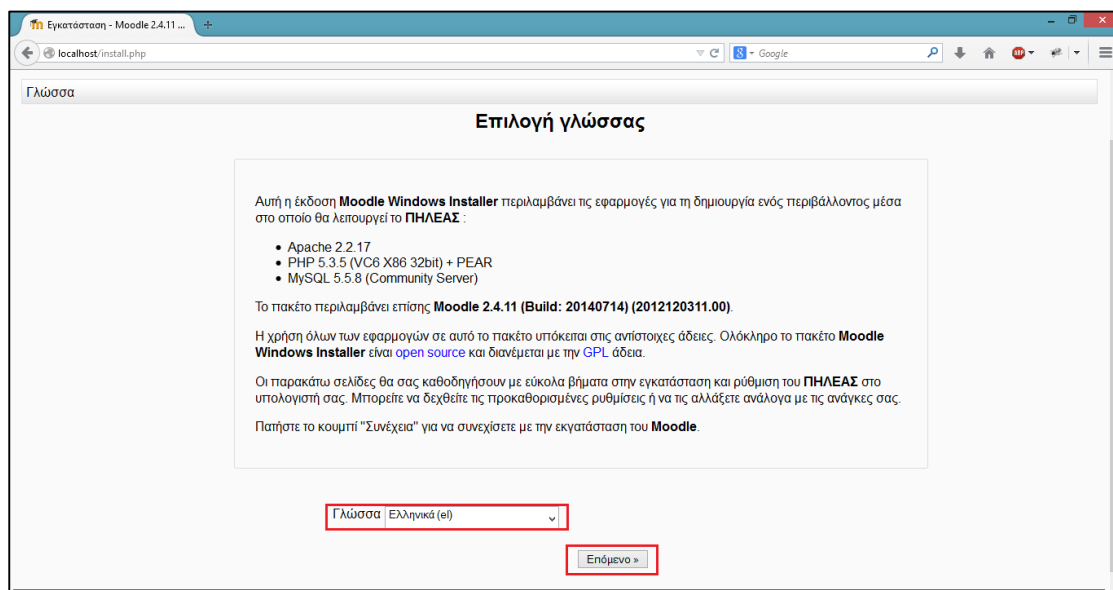 Εγκατάσταση - Moodle 2.4.11 ...
localhost/install.php
Google
ABP
Γλώσσα
Επιλογή γλώσσας
Αυτή η έκδοση Moodle Windows Installer περιλαμβάνει τις εφαρμογές για τη δημιουργία ενός περιβάλλοντος μέσα
στο οποίο θα λειτουργεί το ΠΗΛΕΑΣ :
Apache 2.2.17
PHP 5.3.5 (VC6 X86 32bit) + PEAR
MySQL 5.5.8 (Community Server)
Το πακέτο περιλαμβάνει επίσης Moodle 2.4.11 (Build: 20140714) (2012120311.00).
Η χρήση όλων των εφαρμογών σε αυτό το πακέτο υπόκειται στις αντίστοιχες άδειες. Ολόκληρο το πακέτο Moodle
Windows Installer είναι open source και διανέμεται με την GPL άδεια.
Οι παρακάτω σελίδες θα σας καθοδηγήσουν με εύκολα βήματα στην εγκατάσταση και ρύθμιση του ΠΗΛΕΑΣ στο
υπολογιστή σας. Μπορείτε να δεχθείτε τις προκαθορισμένες ρυθμίσεις ή να τις αλλάξετε ανάλογα με τις ανάγκες σας.
Πατήστε το κουμπί "Συνέχεια" για να συνεχίσετε με την εκγατάσταση του Moodle.
Γλώσσα Ελληνικά (el)
Επόμενο »